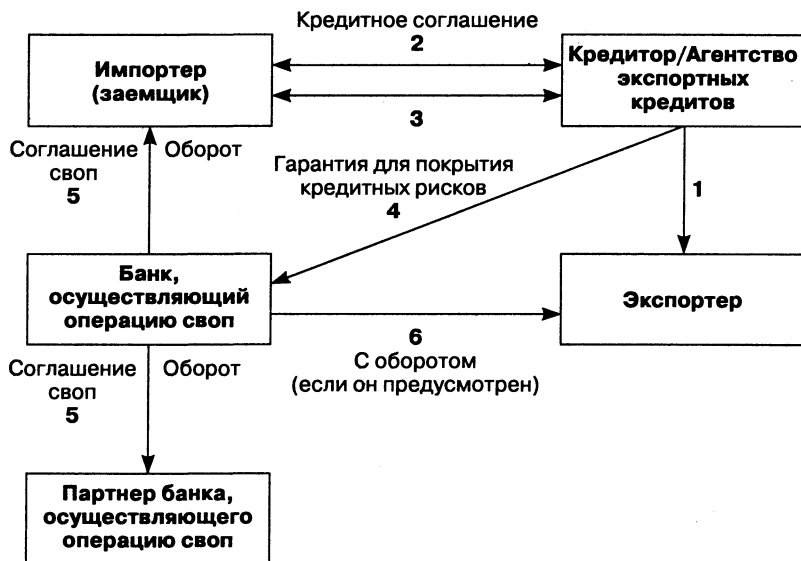 Кредитное соглашение
2
Импортер
(заемщик)
Кредитор/Агентство
экспортных
кредитов
3
Соглашение
своп
5
Оборот
Гарантия для покрытия
кредитных рисков
4
1
Банк,
осуществляющий
операцию своп
Экспортер
6
С оборотом
(если он предусмотрен)
Соглашение
своп
5
Оборот
Партнер банка,
осуществляющего
операцию своп